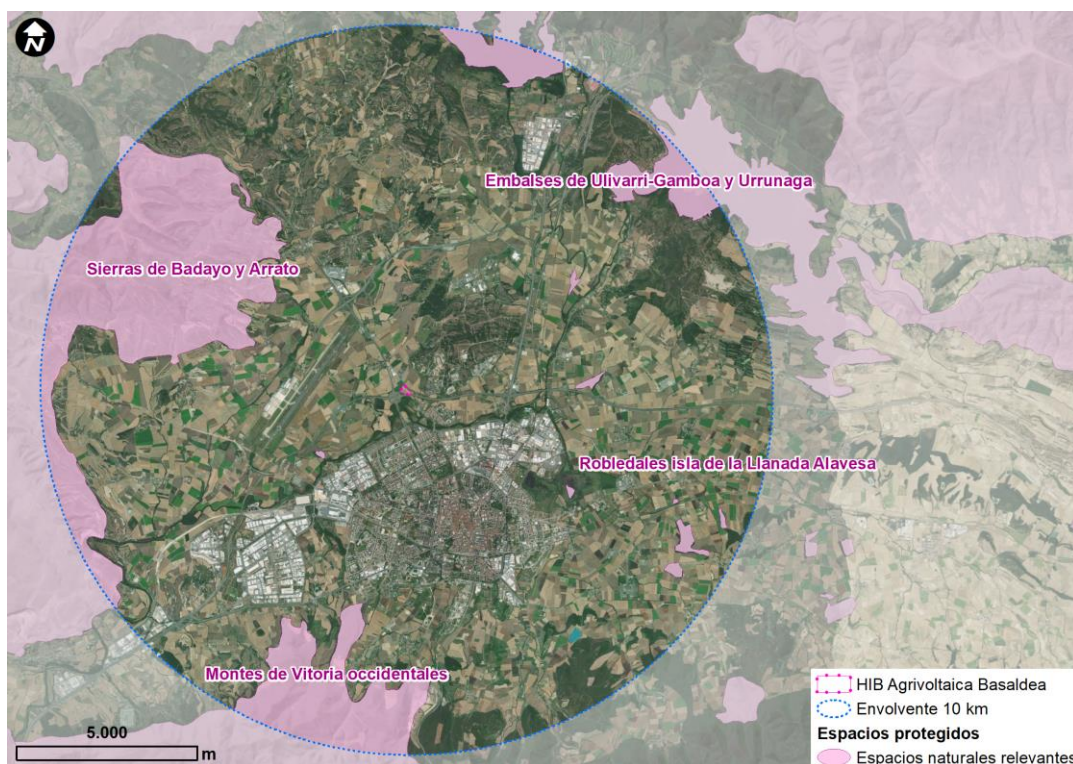 N
Embalses de Ulivarri-Gamboa y Urrunaga
Sierras de Badayo y Arrato
Robledales isla de la Llanada Alavesa
Montes de Vitoria occidentales
5.000
m
HIB Agrivoltaica Basaldea
Envolvente 10 km
Espacios protegidos
Espacios naturales relevantes